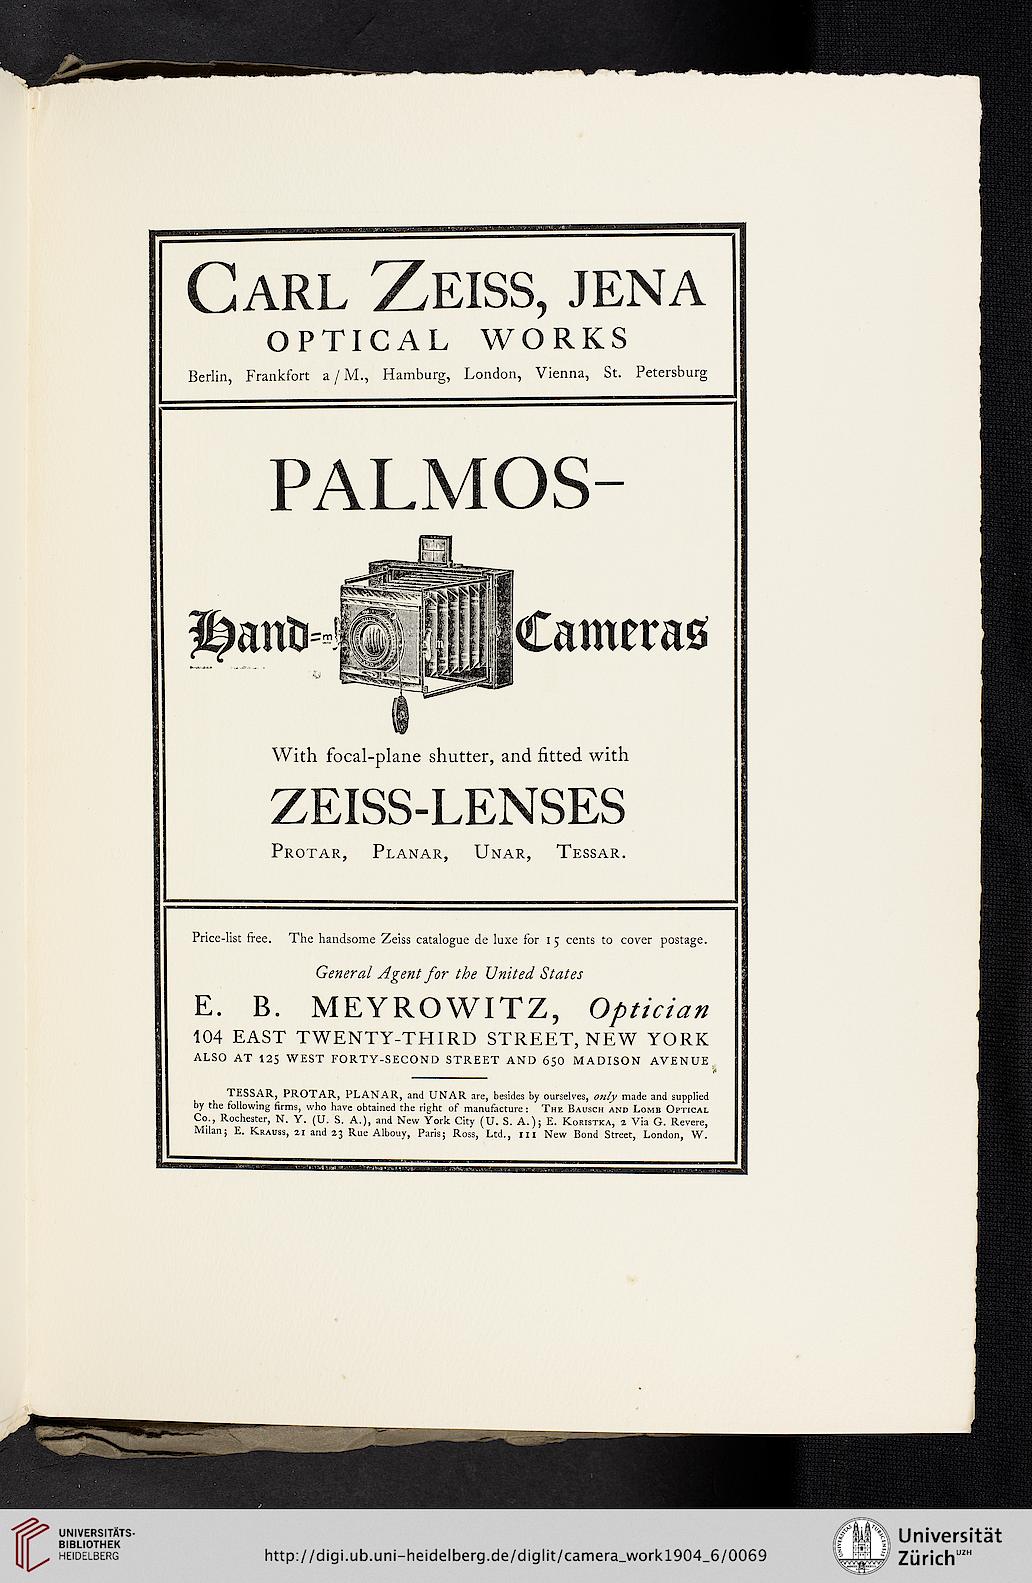 CARL ZEISS, JENA
OPTICAL WORKS
Berlin, Frankfort a/M., Hamburg, London, Vienna, St. Petersburg
PALMOS-
Hand= Cameras
With focal-plane shutter, and fitted with
ZEISS-LENSES
PROTAR, PLANAR, UNAR, TESSAR.
Price-list free. The handsome Zeiss catalogue de luxe for 15 cents to cover postage.
General Agent for the United States
E. B. MEYROWITZ, Optician
104 EAST TWENTY-THIRD STREET, NEW YORK
ALSO AT 125 WEST FORTY-SECOND STREET AND 650 MADISON AVENUE
TESSAR, PROTAR, PLANAR, and UNAR are, besides by ourselves, only made and supplied
by the following firms, who have obtained the right of manufacture: THE BAUSCH AND LOMB OPTICAL
CO., Rochester, N. Y. (U. S. A.), and New York City (U. S. A.); E. KORISTKA, 2 Via G. Revere,
Milan; E. KRAUSS, 21 and 23 Rue Albouy, Paris; ROSS, Ltd., 111 New Bond Street, London, W.
UNIVERSITÄTS-
BIBLIOTHEK
HEIDELBERG
http://digi.ub.uni-heidelberg.de/diglit/camera_work1904_6/0069
Universität
Zürich UZH